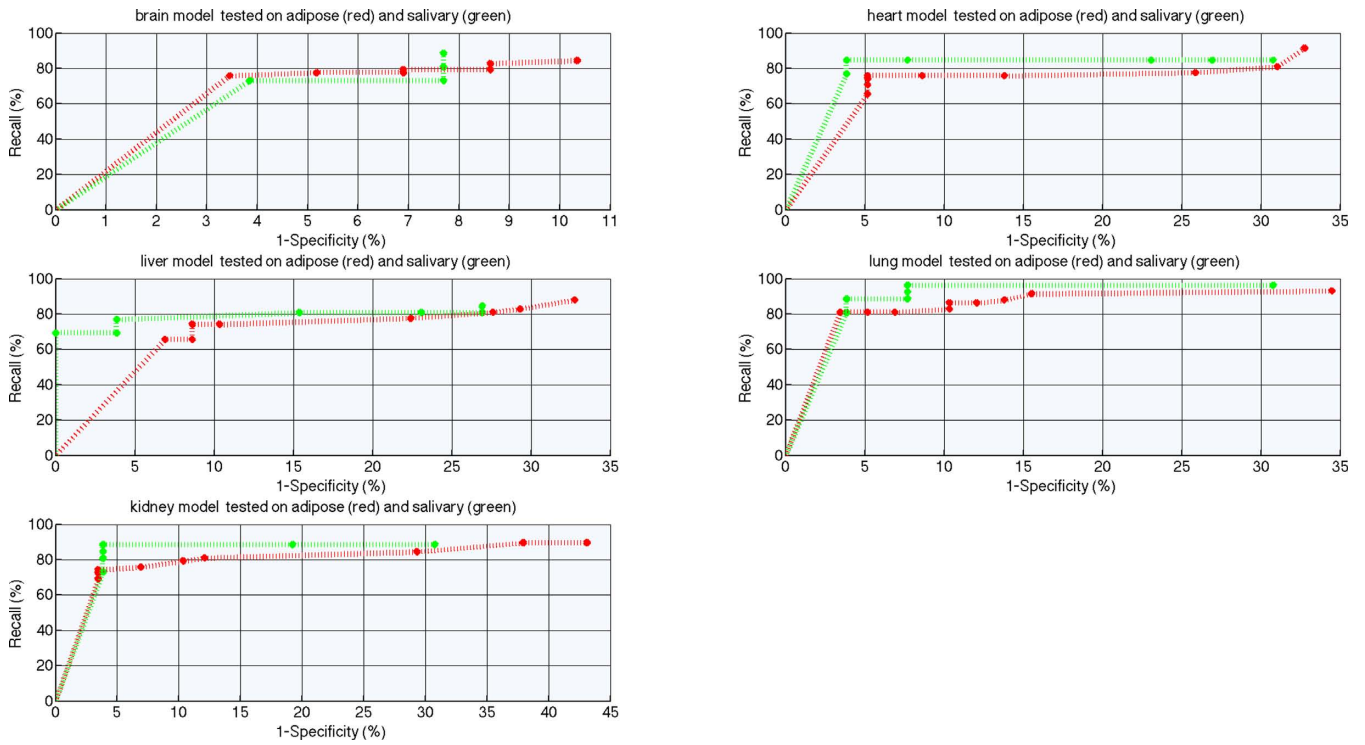 brain model tested on adipose (red) and salivary (green)
100
80
60
40
20
0
Recall (%)
0 1 2 3 4 5 6 7 8 9 10 11
1-Specificity (%)
heart model tested on adipose (red) and salivary (green)
100
80
60
40
20
0
Recall (%)
0 5 10 15 20 25 30 35
1-Specificity (%)
liver model tested on adipose (red) and salivary (green)
100
80
60
40
20
0
Recall (%)
0 5 10 15 20 25 30 35
1-Specificity (%)
lung model tested on adipose (red) and salivary (green)
100
80
60
40
20
0
Recall (%)
0 5 10 15 20 25 30 35
1-Specificity (%)
kidney model tested on adipose (red) and salivary (green)
100
80
60
40
20
0
Recall (%)
0 5 10 15 20 25 30 35 40 45
1-Specificity (%)